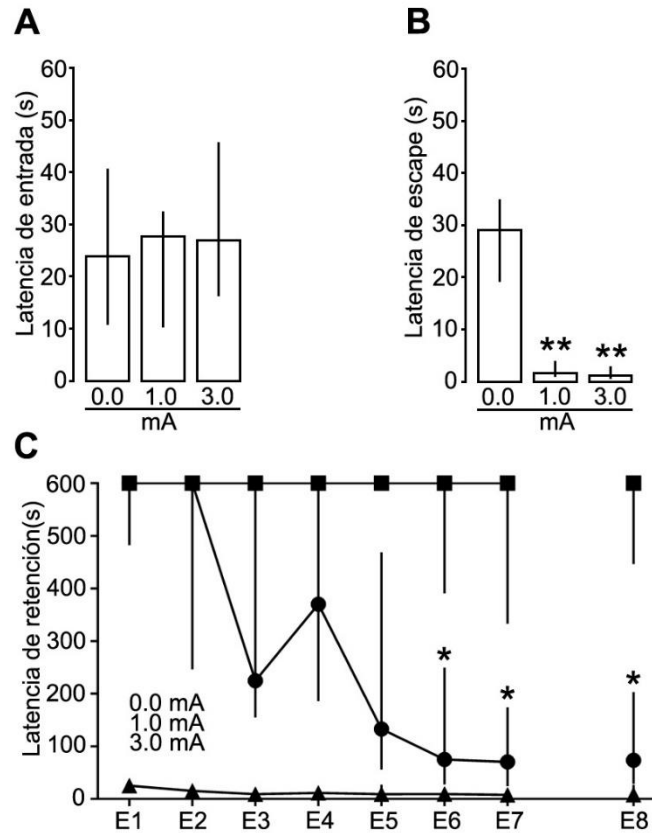 A
Latencia de entrada (s)
60
50
40
30
20
10
0
0.0 1.0 3.0
mA
B
Latencia de escape (s)
60
50
40
30
20
10
0
** **
0.0 1.0 3.0
mA
C
Latencia de retención(s)
600
500
400
300
200
100
0
* * *
0.0 mA
1.0 mA
3.0 mA
E1 E2 E3 E4 E5 E6 E7 E8